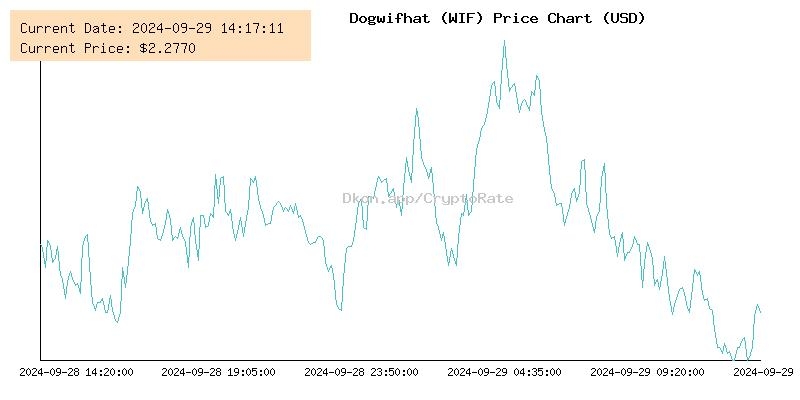 Dogwifhat (WIF) Price Chart (USD)
Current Date: 2024-09-29 14:17:11
Current Price: $2.2770
Dkon.app/CryptoRate
2024-09-28 14:20:00 2024-09-28 19:05:00 2024-09-28 23:50:00 2024-09-29 04:35:00 2024-09-29 09:20:00 2024-09-29